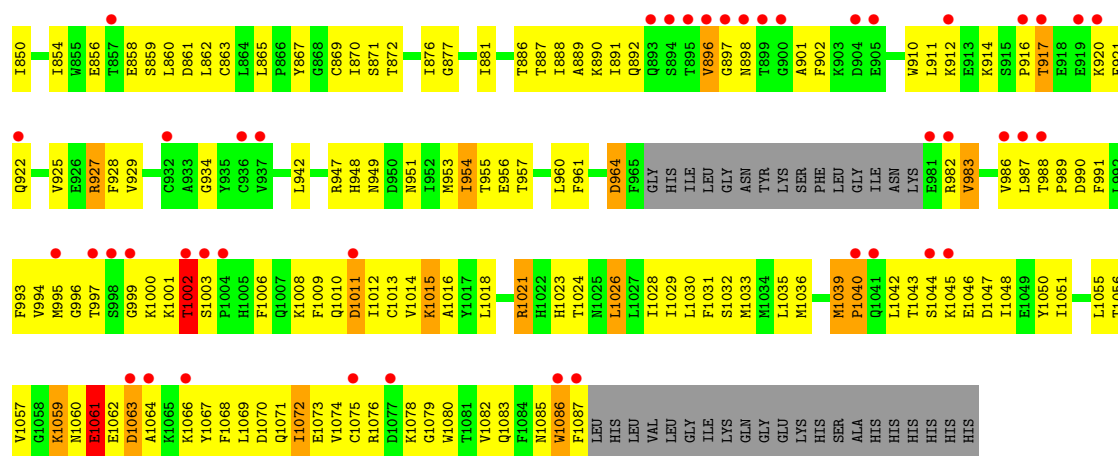 I850 I854 W855 E856 T857 E858 S859 L860 D861 L862 C863 L864 L865 P866 Y867 G868 C869 I870 S871 T872 I876 G877 I881 T886 T887 I888 A889 K890 I891 Q892 Q893 S894 T895 V896 G897 N898 T899 G900 A901 F902 K903 D904 E905 W910 L911 K912 E913 K914 S915 P916 T917 E918 E919 K920
Q922 V925 E926 R927 F928 V929 C932 A933 G934 Y935 C936 V937 L942 R947 H948 N949 D950 N951 I952 M953 I954 T955 E956 T957 L960 F961 D964 F965 GLY HIS ILE LEU GLY ASN TYR LYS SER PHE LEU GLY ILE ASN LYS E981 R982 V983 V986 L987 T988 P989 D990 F991 L992
F993 V994 M995 G996 T997 S998 G999 K1000 K1001 T1002 S1003 P1004 H1005 F1006 Q1007 K1008 F1009 Q1010 D1011 I1012 C1013 V1014 K1015 A1016 Y1017 L1018 R1021 H1022 H1023 T1024 N1025 L1026 L1027 I1028 I1029 L1030 F1031 S1032 M1033 M1034 L1035 M1036 M1039 P1040 Q1041 L1042 T1043 S1044 K1045 E1046 D1047 I1048 E1049 Y1050 I1051 L1055 T1056
V1057 G1058 K1059 N1060 E1061 E1062 D1063 A1064 K1065 K1066 Y1067 F1068 L1069 D1070 Q1071 I1072 E1073 V1074 C1075 R1076 D1077 K1078 G1079 W1080 T1081 V1082 Q1083 F1084 N1085 W1086 F1087 LEU HIS LEU VAL LEU GLY ILE LYS GLN GLY GLU LYS HIS SER ALA HIS HIS HIS HIS HIS HIS